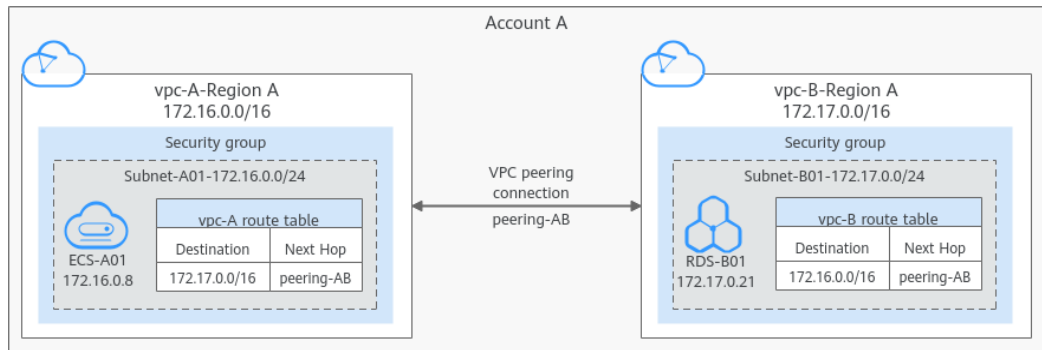 Account A
vpc-A-Region A
172.16.0.0/16
Security group
Subnet-A01-172.16.0.0/24
ECS-A01
172.16.0.8
vpc-A route table
Destination Next Hop
172.17.0.0/16 peering-AB
VPC peering
connection
peering-AB
vpc-B-Region A
172.17.0.0/16
Security group
Subnet-B01-172.17.0.0/24
RDS-B01
172.17.0.21
vpc-B route table
Destination Next Hop
172.16.0.0/16 peering-AB